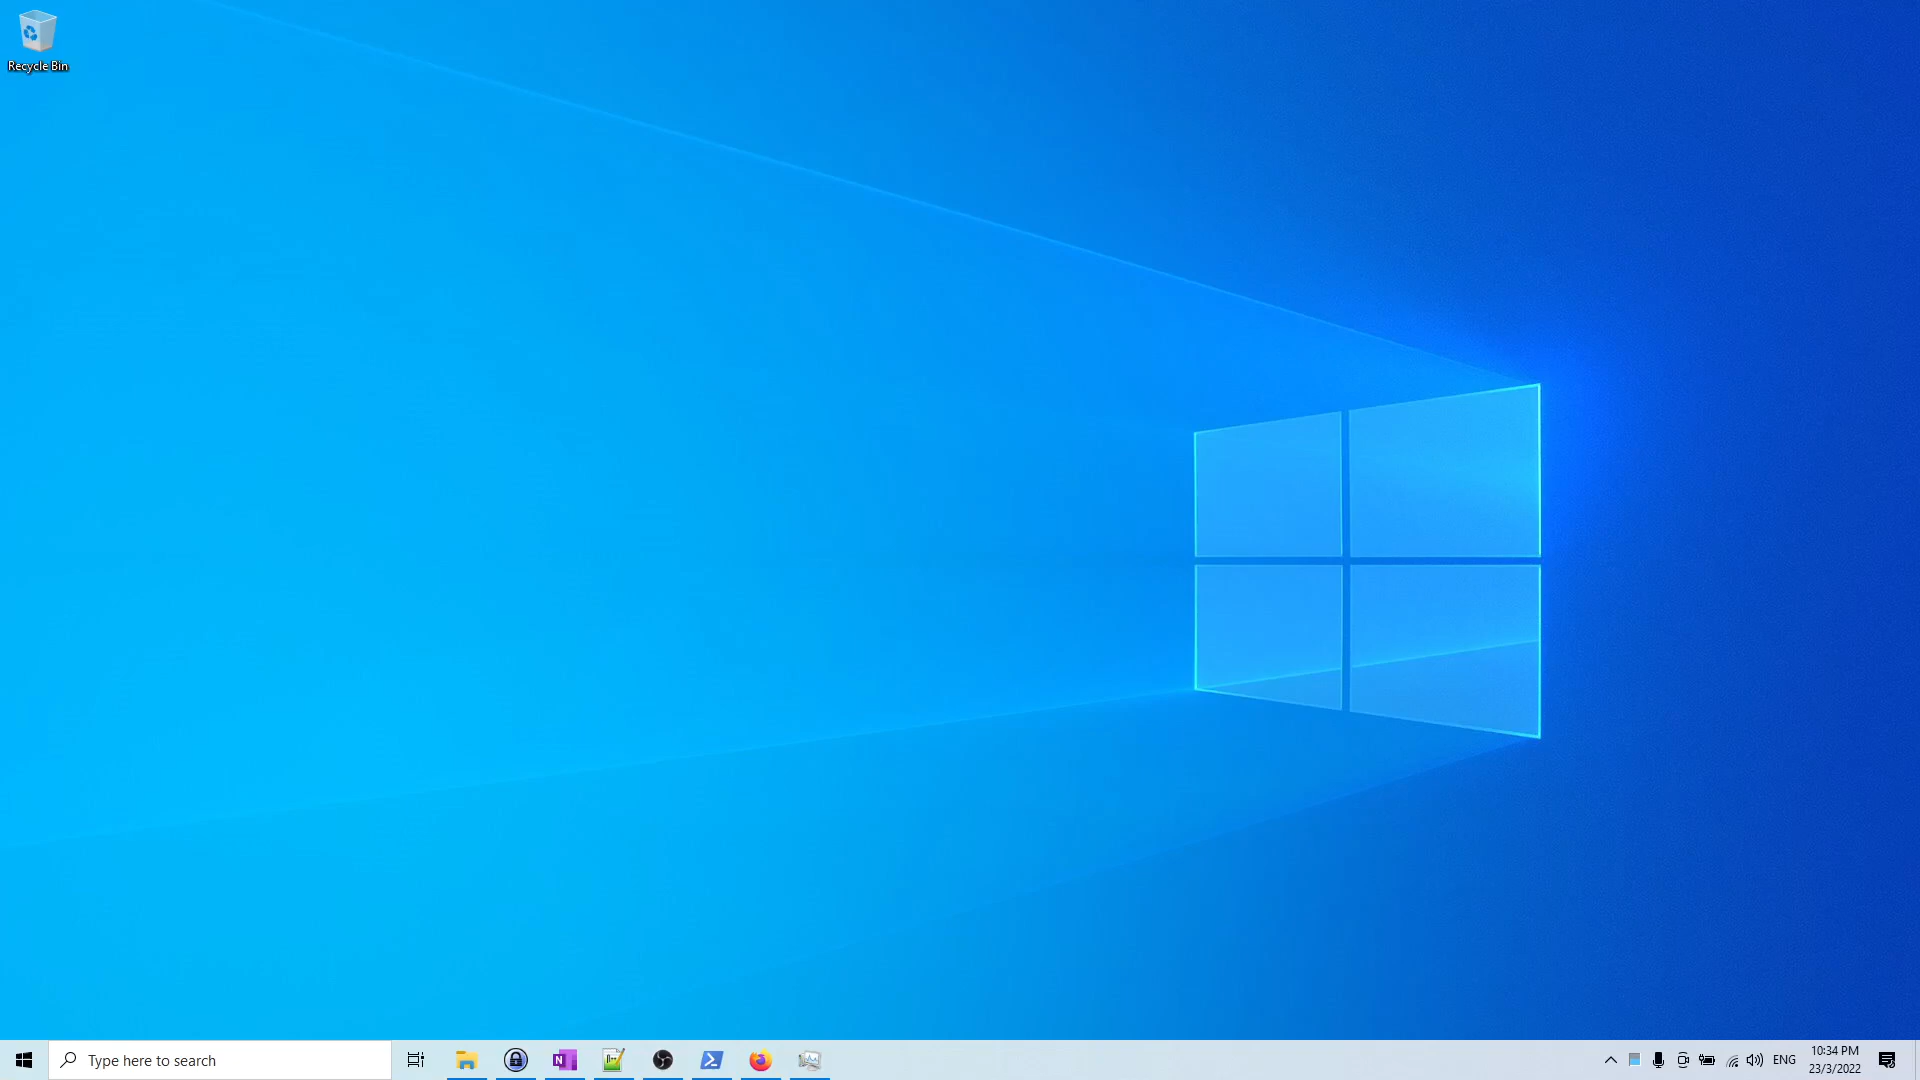 Recycle Bin
Type here to search
N
ENG
10:34 PM
23/3/2022